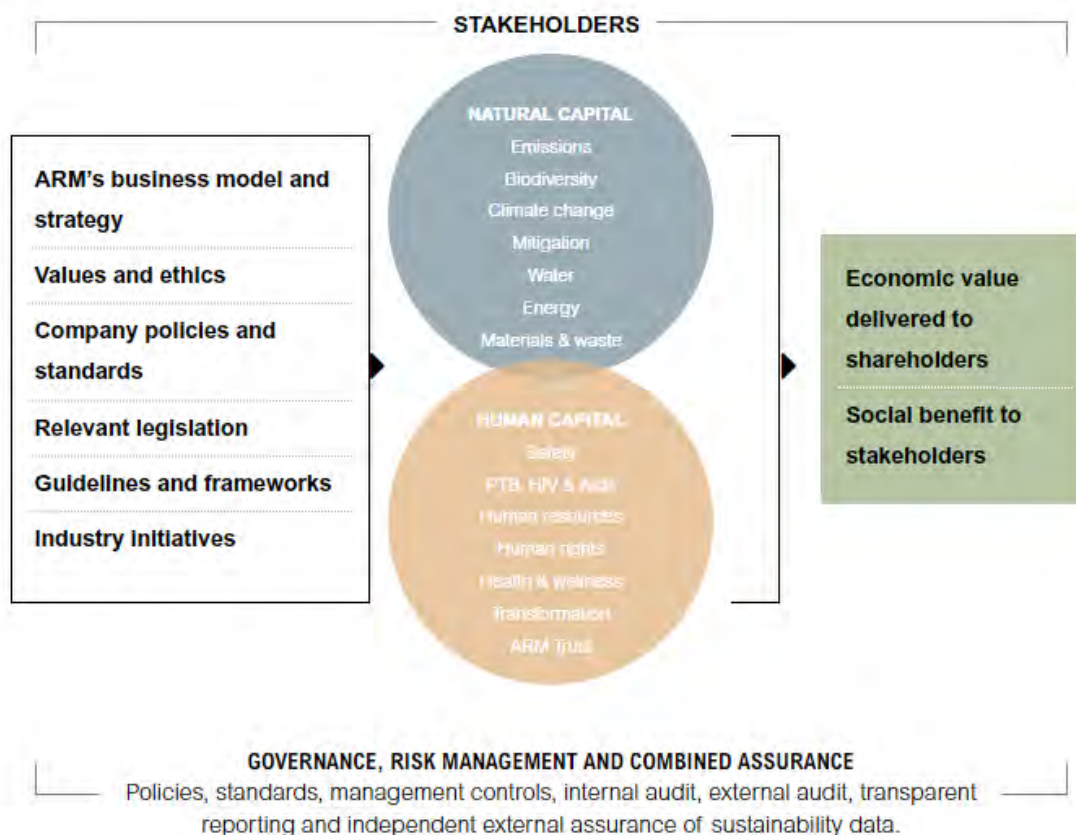 STAKEHOLDERS
ARM's business model and
strategy
Values and ethics
Company policies and
standards
Relevant legislation
Guidelines and frameworks
Industry initiatives
NATURAL CAPITAL
Emissions
Biodiversity
Climate change
Mitigation
Water
Energy
Materials & waste
HUMAN CAPITAL
Safety
PTB, HIV & Aids
Human resources
Human rights
Health & wellness
Transformation
ARM Trust
Economic value
delivered to
shareholders
Social benefit to
stakeholders
GOVERNANCE, RISK MANAGEMENT AND COMBINED ASSURANCE
Policies, standards, management controls, internal audit, external audit, transparent
reporting and independent external assurance of sustainability data.